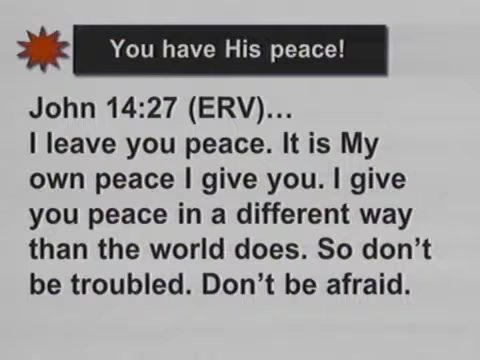 You have His peace!
John 14:27 (ERV)…
I leave you peace. It is My
own peace I give you. I give
you peace in a different way
than the world does. So don’t
be troubled. Don’t be afraid.